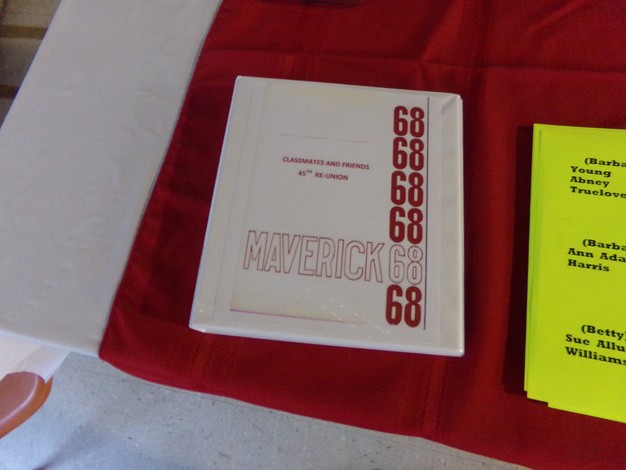 68
68
CLASSMATES AND FRIENDS
45TH RE-UNION
68
68
MAVERICK 68
68
(Barba
Young
Abney
Truelove
(Barba
Ann Ada
Harris
(Betty)
Sue Allu
Williams